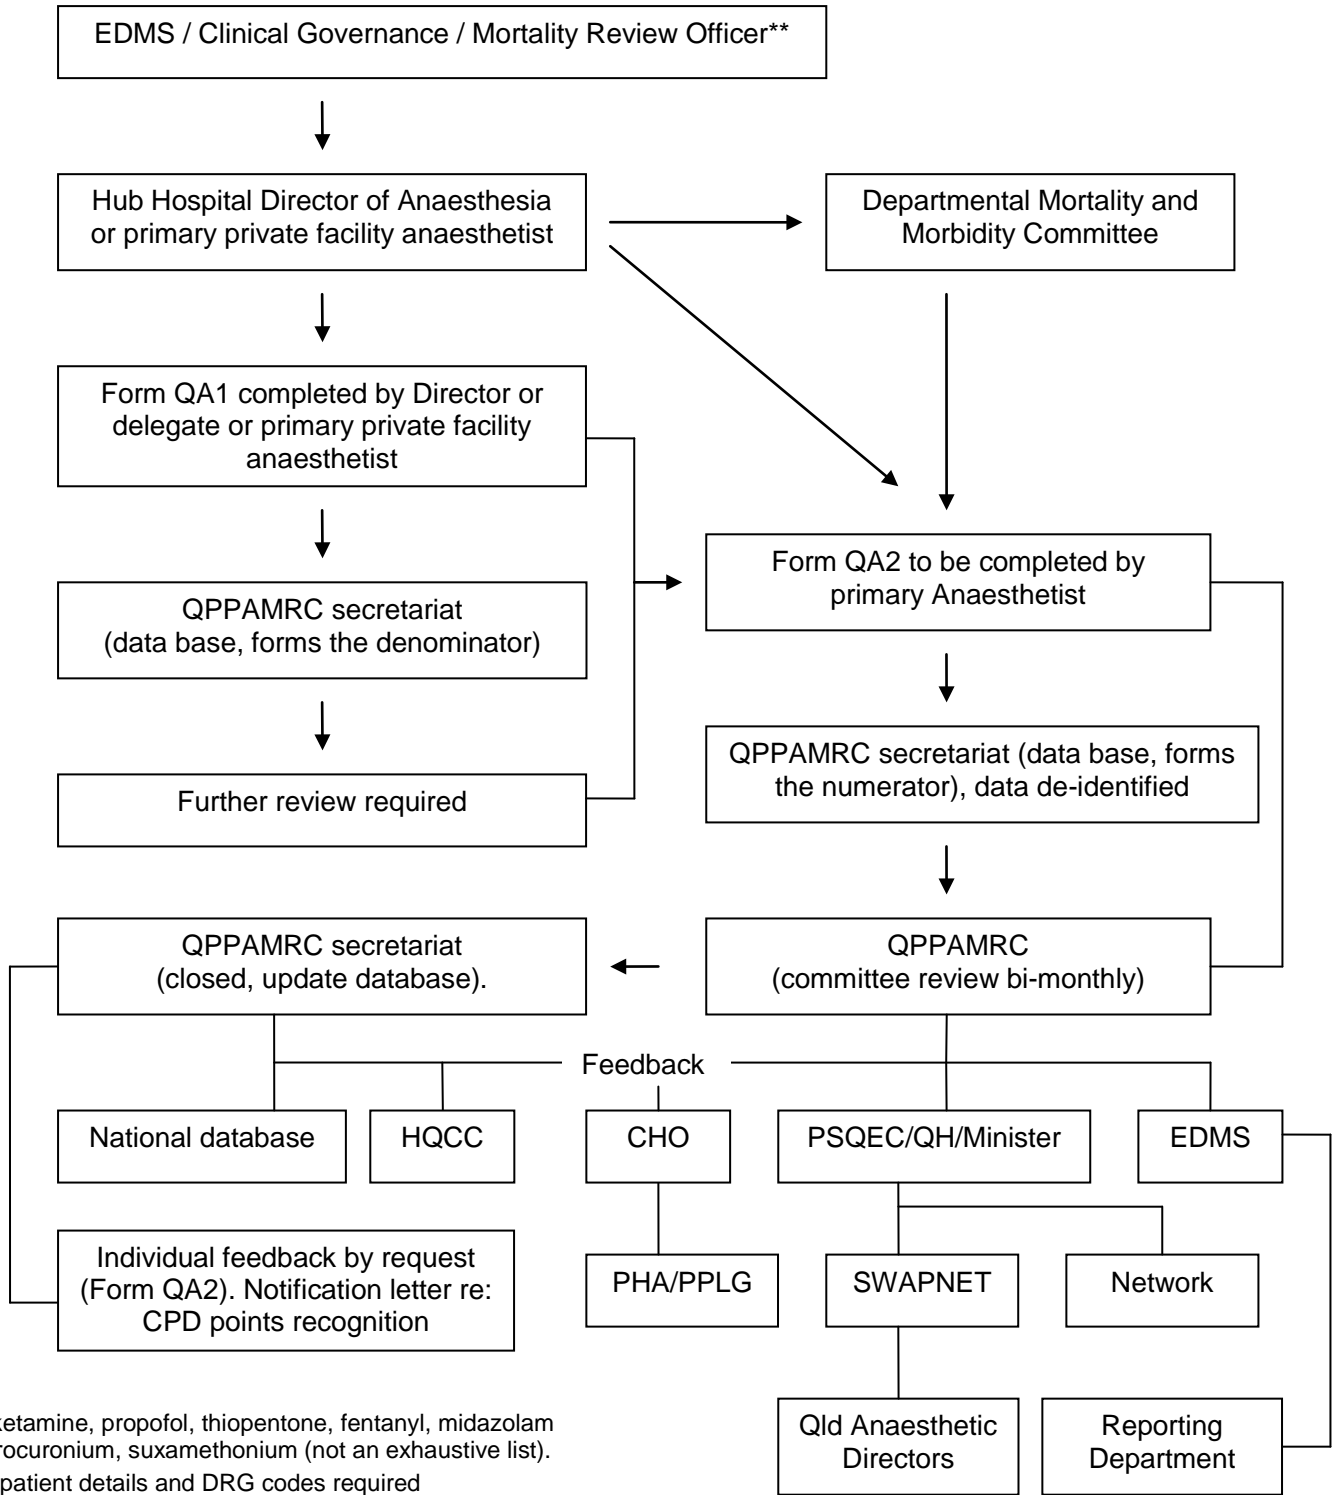 EDMS / Clinical Governance / Mortality Review Officer**
Hub Hospital Director of Anaesthesia
or primary private facility anaesthetist
Departmental Mortality and
Morbidity Committee
Form QA1 completed by Director or
delegate or primary private facility
anaesthetist
Form QA2 to be completed by
primary Anaesthetist
QPPAMRC secretariat
(data base, forms the denominator)
QPPAMRC secretariat (data base, forms
the numerator), data de-identified
Further review required
QPPAMRC secretariat
(closed, update database).
QPPAMRC
(committee review bi-monthly)
Feedback
National database
HQCC
CHO
PSQEC/QH/Minister
EDMS
Individual feedback by request
(Form QA2). Notification letter re:
CPD points recognition
PHA/PPLG
SWAPNET
Network
Qld Anaesthetic
Directors
Reporting
Department
ketamine, propofol, thiopentone, fentanyl, midazolam
rocuronium, suxamethonium (not an exhaustive list).
patient details and DRG codes required